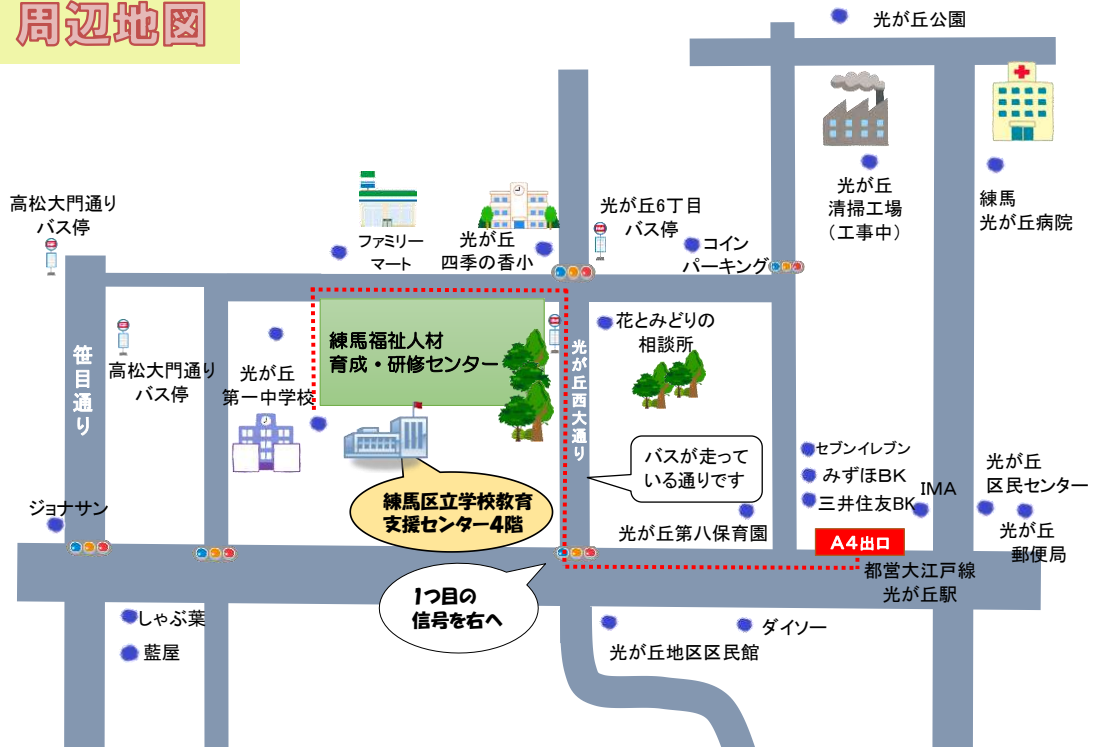 周辺地図
光が丘公園
光が丘
清掃工場
（工事中）
練馬
光が丘病院
高松大門通り
バス停
ファミリー
マート
光が丘
四季の香小
光が丘6丁目
バス停
コイン
パーキング
高松大門通り
バス停
笹目通り
光が丘
第一中学校
練馬福祉人材
育成・研修センター
光が丘西大通り
花とみどりの
相談所
バスが走って
いる通りです
練馬区立学校教育
支援センター4階
セブンイレブン
みずほBK
三井住友BK
IMA
光が丘
区民センター
光が丘
郵便局
ジョナサン
光が丘第八保育園
A4出口
都営大江戸線
光が丘駅
1つ目の
信号を右へ
しゃぶ葉
藍屋
光が丘地区区民館
ダイソー